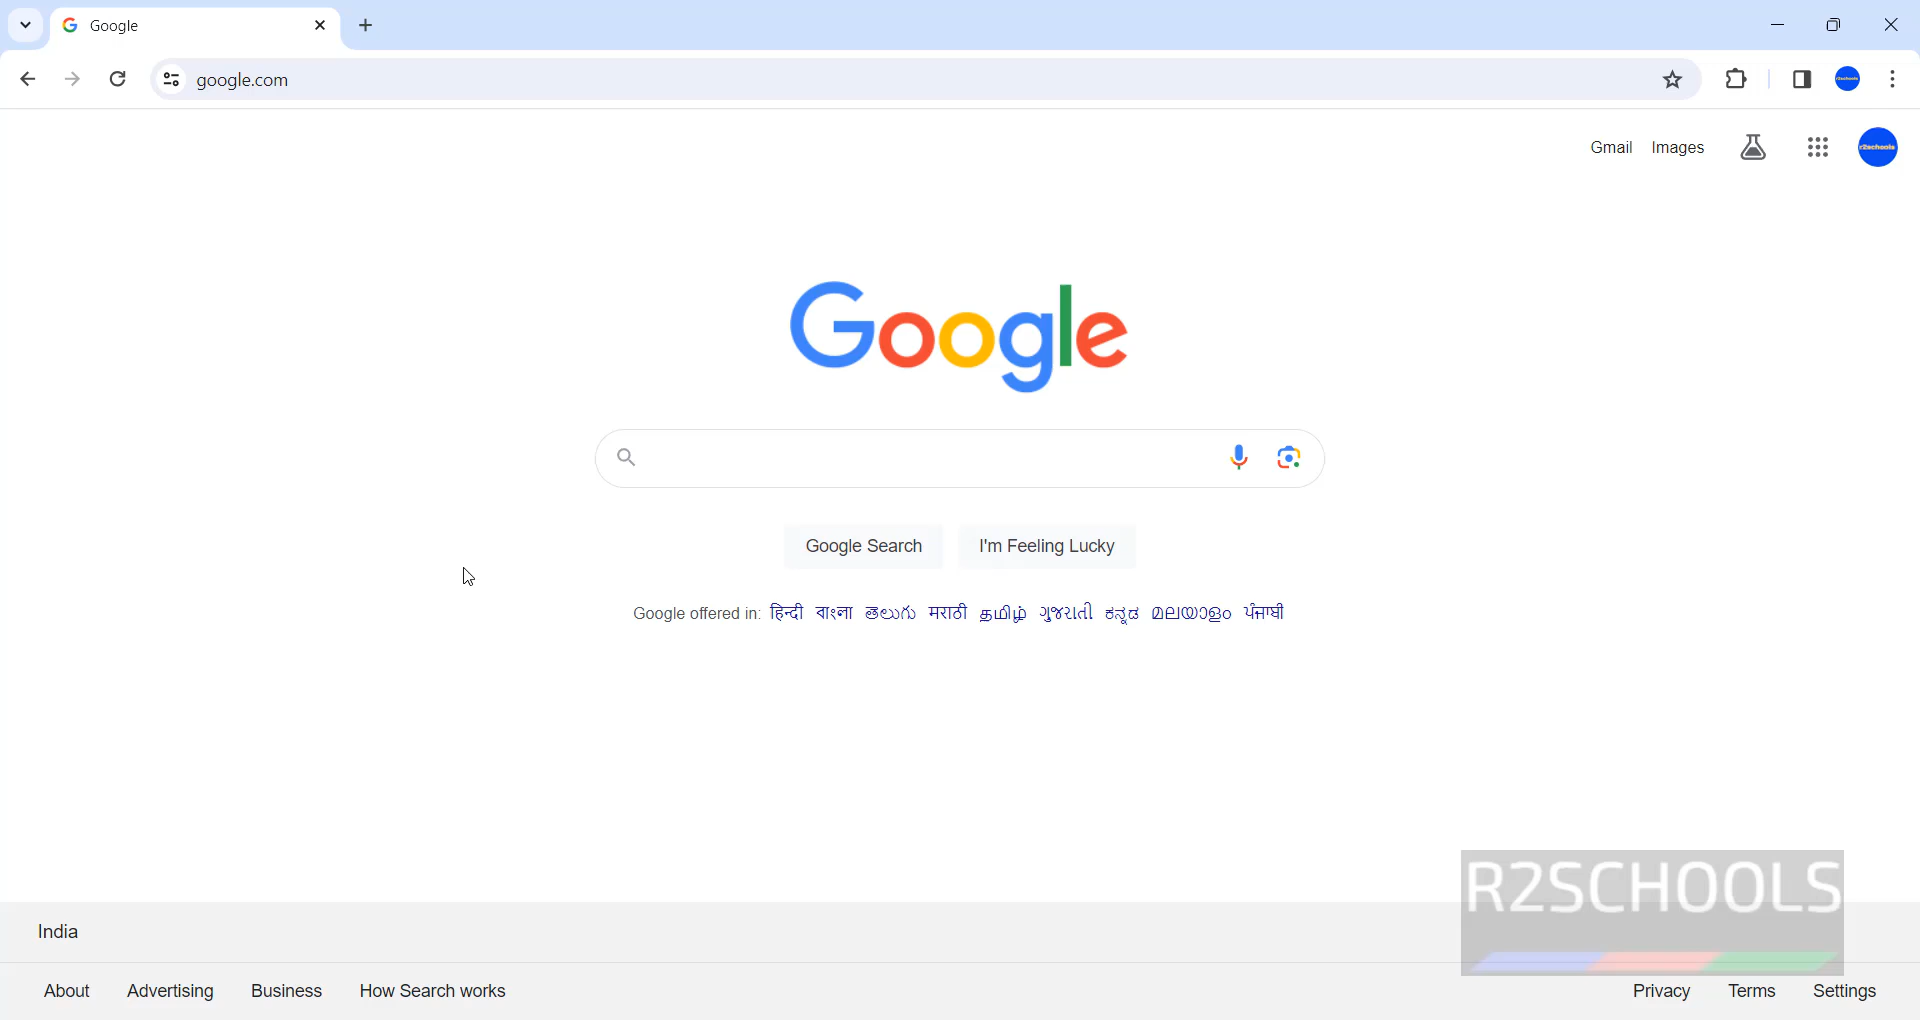 Google
google.com
Gmail Images
r2schools
Google
Google Search I'm Feeling Lucky
Google offered in: हिन्दी বাংলা తెలుగు मराठी தமிழ் ગુજરાતી ಕನ್ನಡ മലയാളം ਪੰਜਾਬੀ
R2SCHOOLS
India
About Advertising Business How Search works Privacy Terms Settings